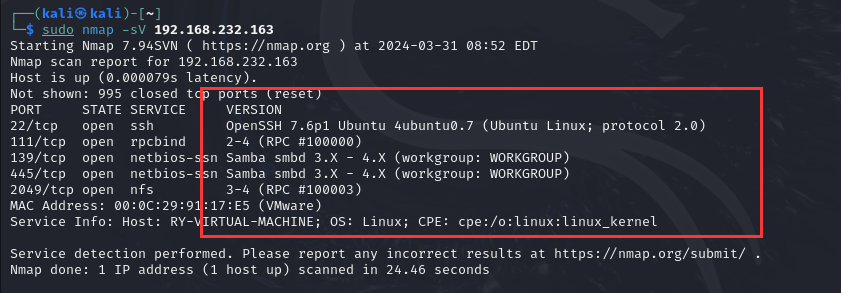 ┌──(kali㉿kali)-[~]
└─$ sudo nmap -sV 192.168.232.163
Starting Nmap 7.94SVN ( https://nmap.org ) at 2024-03-31 08:52 EDT
Nmap scan report for 192.168.232.163
Host is up (0.000079s latency).
Not shown: 995 closed tcp ports (reset)
PORT     STATE SERVICE     VERSION
22/tcp   open  ssh         OpenSSH 7.6p1 Ubuntu 4ubuntu0.7 (Ubuntu Linux; protocol 2.0)
111/tcp  open  rpcbind     2-4 (RPC #100000)
139/tcp  open  netbios-ssn Samba smbd 3.X - 4.X (workgroup: WORKGROUP)
445/tcp  open  netbios-ssn Samba smbd 3.X - 4.X (workgroup: WORKGROUP)
2049/tcp open  nfs         3-4 (RPC #100003)
MAC Address: 00:0C:29:91:17:E5 (VMware)
Service Info: Host: RY-VIRTUAL-MACHINE; OS: Linux; CPE: cpe:/o:linux:linux_kernel
Service detection performed. Please report any incorrect results at https://nmap.org/submit/ .
Nmap done: 1 IP address (1 host up) scanned in 24.46 seconds